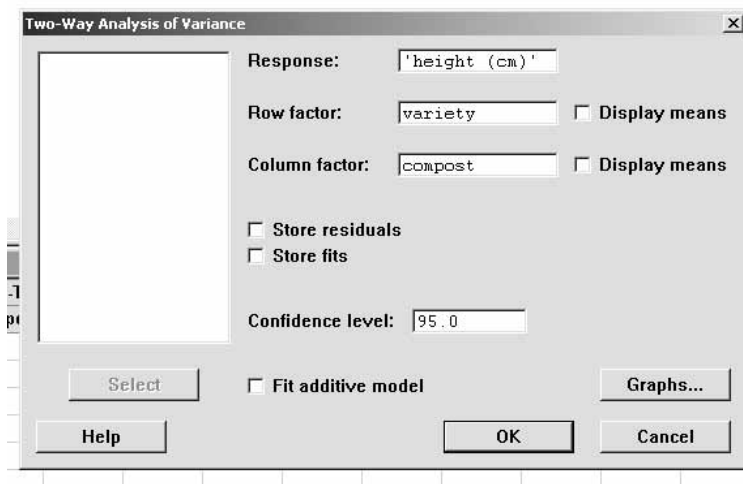 Two-Way Analysis of Variance
Response: 'height (cm)'
Row factor: variety Display means
Column factor: compost Display means
Store residuals
Store fits
Confidence level: 95.0
Select Fit additive model Graphs...
Help OK Cancel